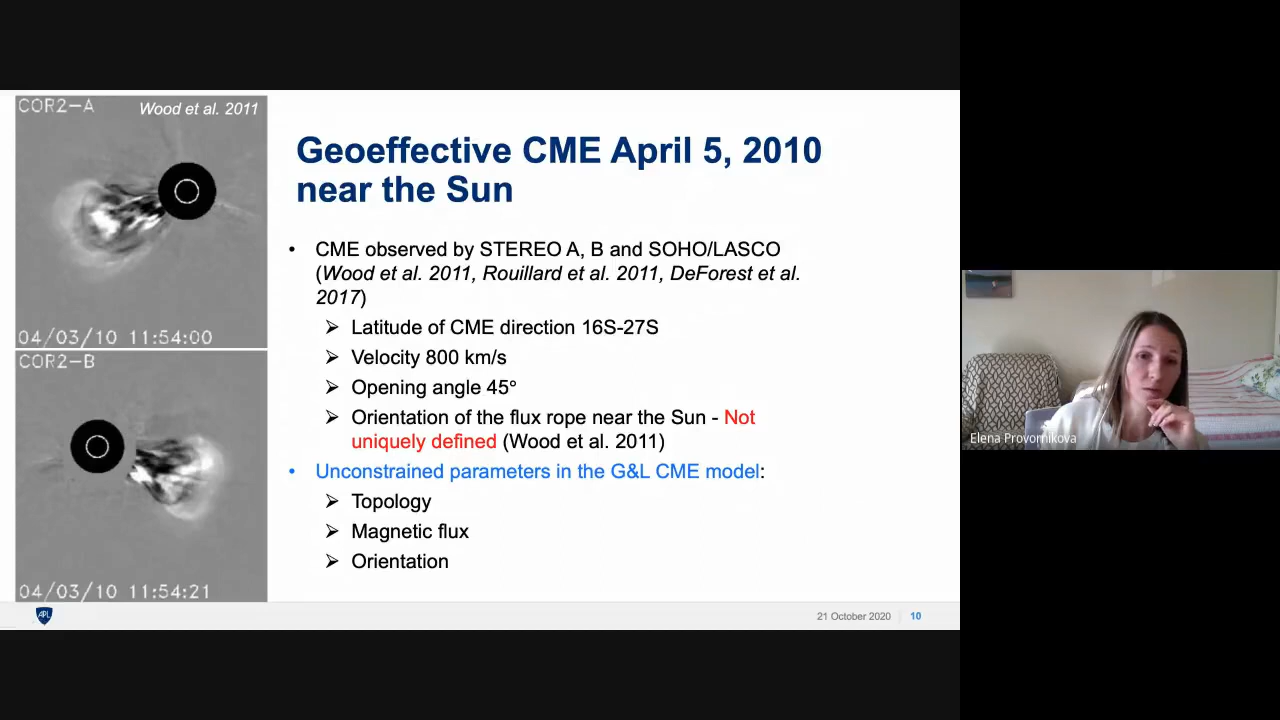 COR2-A
Wood et al. 2011
04/03/10 11:54:00
COR2-B
04/03/10 11:54:21
Geoeffective CME April 5, 2010
near the Sun
• CME observed by STEREO A, B and SOHO/LASCO
(Wood et al. 2011, Rouillard et al. 2011, DeForest et al.
2017)
➢ Latitude of CME direction 16S-27S
➢ Velocity 800 km/s
➢ Opening angle 45º
➢ Orientation of the flux rope near the Sun - Not
uniquely defined (Wood et al. 2011)
• Unconstrained parameters in the G&L CME model:
➢ Topology
➢ Magnetic flux
➢ Orientation
APL
21 October 2020
10
Elena Provornikova